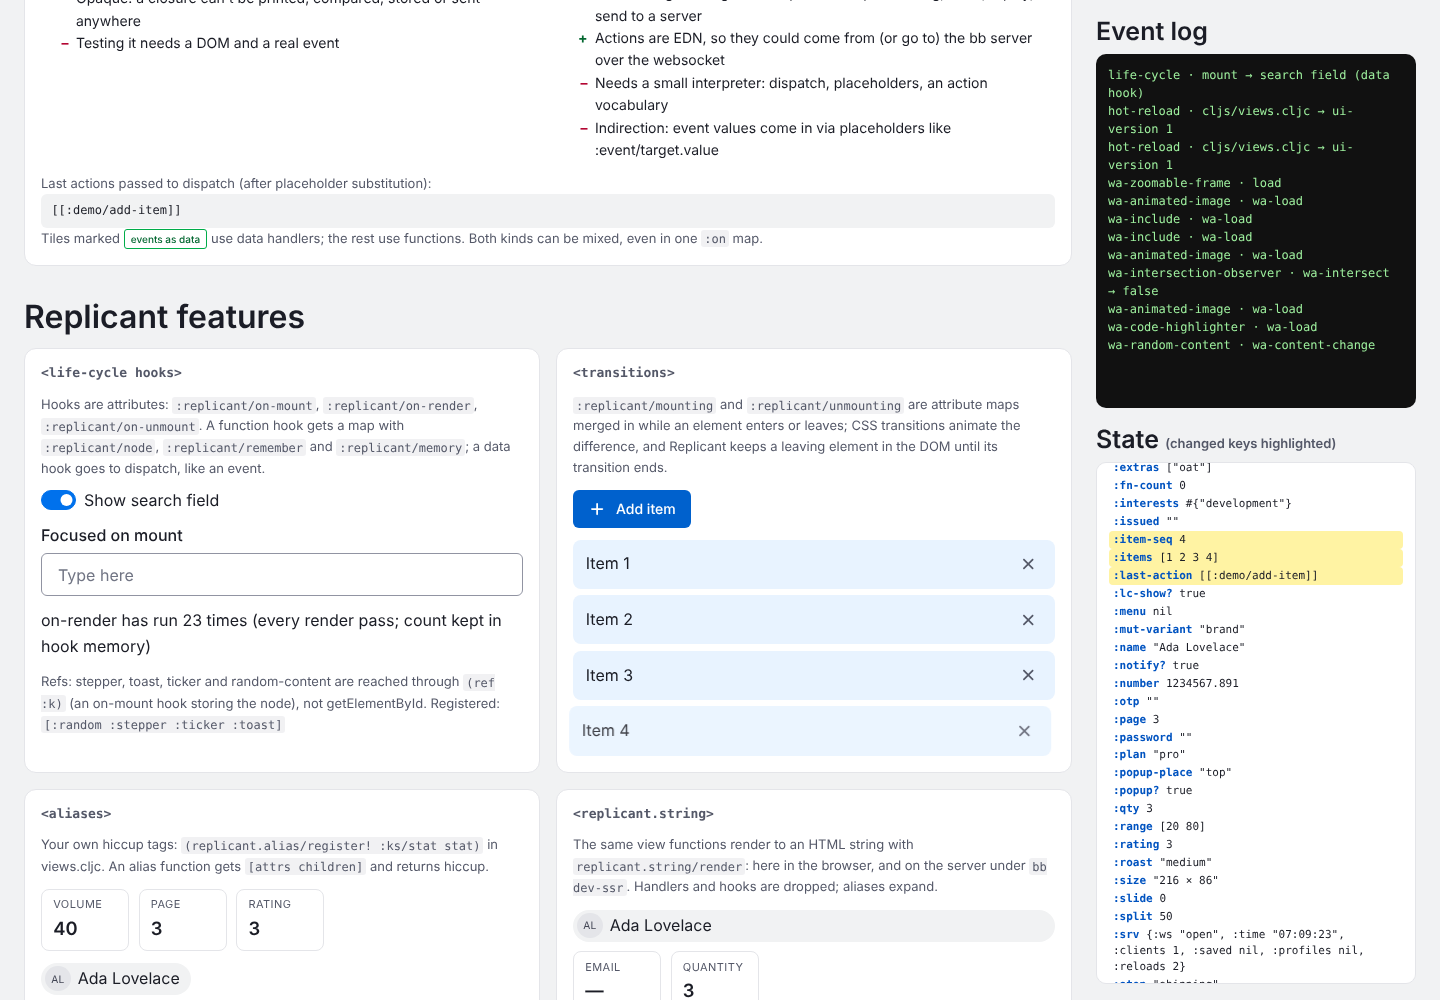 Opaque: a closure can't be printed, compared, stored or sent
anywhere
− Testing it needs a DOM and a real event
send to a server
+ Actions are EDN, so they could come from (or go to) the bb server
over the websocket
− Needs a small interpreter: dispatch, placeholders, an action
vocabulary
− Indirection: event values come in via placeholders like
:event/target.value
Last actions passed to dispatch (after placeholder substitution):
[[:demo/add-item]]
Tiles marked events as data use data handlers; the rest use functions. Both kinds can be mixed, even in one :on map.
Replicant features
<life-cycle hooks>
Hooks are attributes: :replicant/on-mount, :replicant/on-render,
:replicant/on-unmount. A function hook gets a map with
:replicant/node, :replicant/remember and :replicant/memory; a data
hook goes to dispatch, like an event.
Show search field
Focused on mount
Type here
on-render has run 23 times (every render pass; count kept in
hook memory)
Refs: stepper, toast, ticker and random-content are reached through (ref
:k) (an on-mount hook storing the node), not getElementById. Registered:
[:random :stepper :ticker :toast]
<transitions>
:replicant/mounting and :replicant/unmounting are attribute maps
merged in while an element enters or leaves; CSS transitions animate the
difference, and Replicant keeps a leaving element in the DOM until its
transition ends.
+ Add item
Item 1 ×
Item 2 ×
Item 3 ×
Item 4 ×
<aliases>
Your own hiccup tags: (replicant.alias/register! :ks/stat stat) in
views.cljc. An alias function gets [attrs children] and returns hiccup.
VOLUME PAGE RATING
40 3 3
AL Ada Lovelace
<replicant.string>
The same view functions render to an HTML string with
replicant.string/render: here in the browser, and on the server under bb
dev-ssr. Handlers and hooks are dropped; aliases expand.
AL Ada Lovelace
EMAIL QUANTITY
— 3
Event log
life-cycle · mount → search field (data
hook)
hot-reload · cljs/views.cljc → ui-
version 1
hot-reload · cljs/views.cljc → ui-
version 1
wa-zoomable-frame · load
wa-animated-image · wa-load
wa-include · wa-load
wa-include · wa-load
wa-animated-image · wa-load
wa-intersection-observer · wa-intersect
→ false
wa-animated-image · wa-load
wa-code-highlighter · wa-load
wa-random-content · wa-content-change
State (changed keys highlighted)
:extras ["oat"]
:fn-count 0
:interests #{"development"}
:issued ""
:item-seq 4
:items [1 2 3 4]
:last-action [[:demo/add-item]]
:lc-show? true
:menu nil
:mut-variant "brand"
:name "Ada Lovelace"
:notify? true
:number 1234567.891
:otp ""
:page 3
:password ""
:plan "pro"
:popup-place "top"
:popup? true
:qty 3
:range [20 80]
:rating 3
:roast "medium"
:size "216 × 86"
:slide 0
:split 50
:srv {:ws "open", :time "07:09:23",
:clients 1, :saved nil, :profiles nil,
:reloads 2}